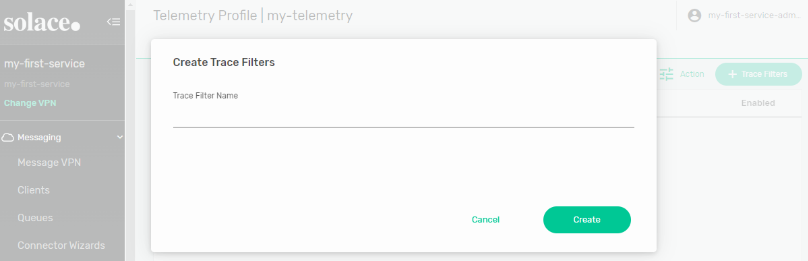 solace.
my-first-service
my-first-service
Change VPN
Messaging
Message VPN
Clients
Queues
Connector Wizards
Telemetry Profile | my-telemetry
my-first-service-adm...
Action
+ Trace Filters
Enabled
Create Trace Filters
Trace Filter Name
Cancel
Create